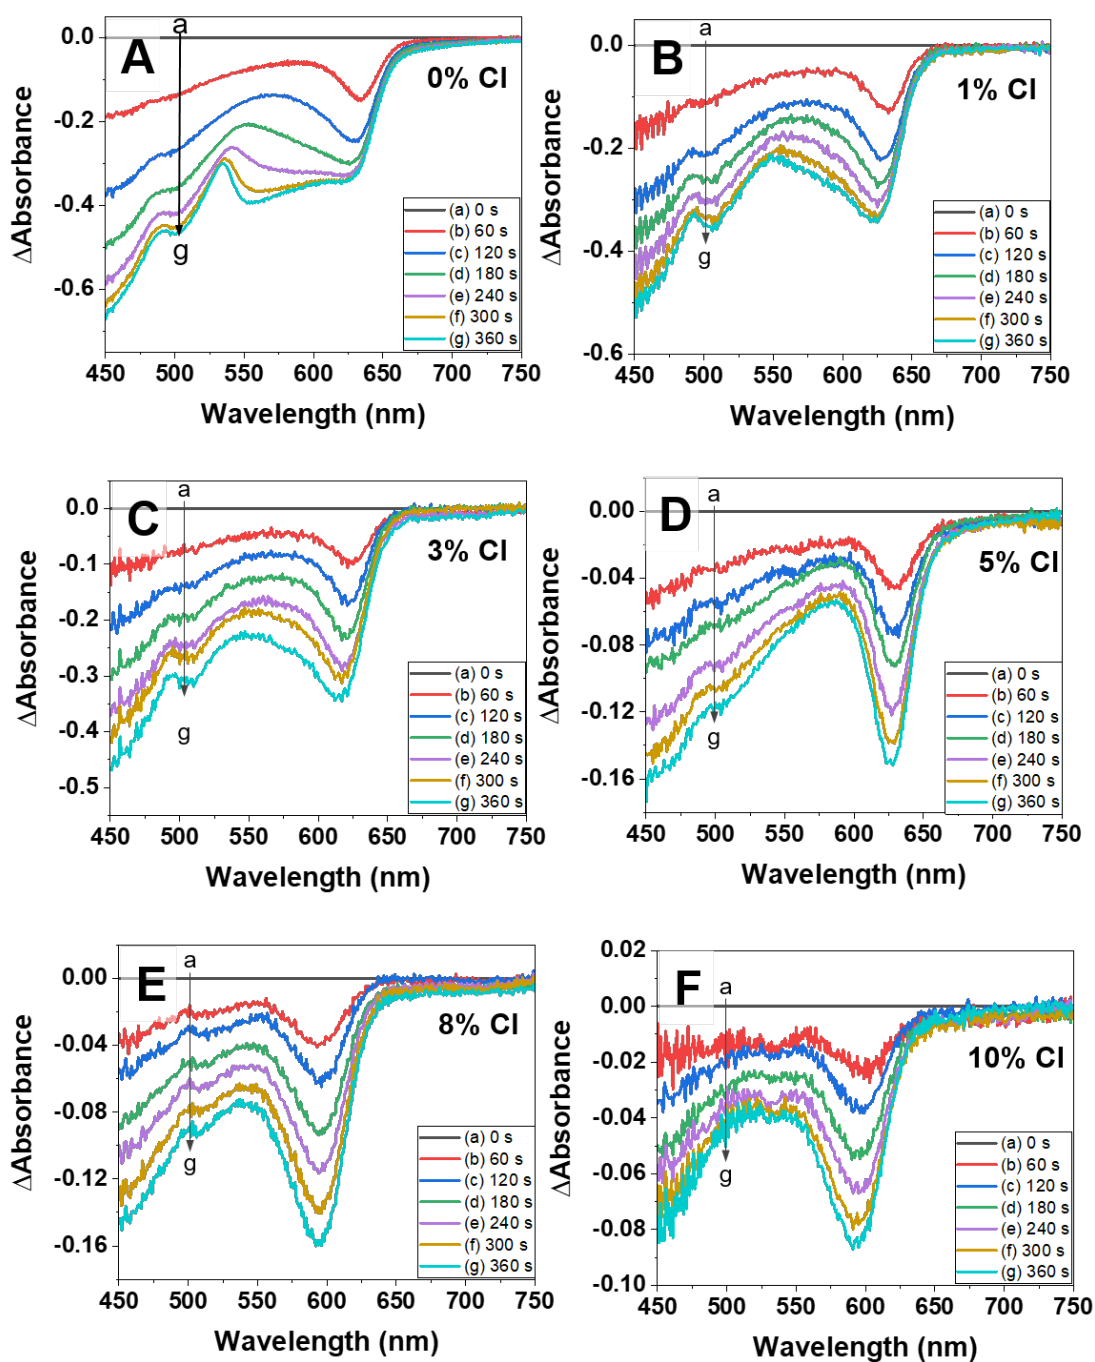 A
a
0% Cl
g
0.0
-0.2
-0.4
-0.6
ΔAbsorbance
(a) 0 s
(b) 60 s
(c) 120 s
(d) 180 s
(e) 240 s
(f) 300 s
(g) 360 s
450 500 550 600 650 700 750
Wavelength (nm)
B
a
1% Cl
g
0.0
-0.2
-0.4
-0.6
ΔAbsorbance
(a) 0 s
(b) 60 s
(c) 120 s
(d) 180 s
(e) 240 s
(f) 300 s
(g) 360 s
450 500 550 600 650 700 750
Wavelength (nm)
C
a
3% Cl
g
0.0
-0.1
-0.2
-0.3
-0.4
-0.5
ΔAbsorbance
(a) 0 s
(b) 60 s
(c) 120 s
(d) 180 s
(e) 240 s
(f) 300 s
(g) 360 s
450 500 550 600 650 700 750
Wavelength (nm)
D
a
5% Cl
g
0.00
-0.04
-0.08
-0.12
-0.16
ΔAbsorbance
(a) 0 s
(b) 60 s
(c) 120 s
(d) 180 s
(e) 240 s
(f) 300 s
(g) 360 s
450 500 550 600 650 700 750
Wavelength (nm)
E
a
8% Cl
g
0.00
-0.04
-0.08
-0.12
-0.16
ΔAbsorbance
(a) 0 s
(b) 60 s
(c) 120 s
(d) 180 s
(e) 240 s
(f) 300 s
(g) 360 s
450 500 550 600 650 700 750
Wavelength (nm)
F
a
10% Cl
g
0.02
0.00
-0.02
-0.04
-0.06
-0.08
-0.10
ΔAbsorbance
(a) 0 s
(b) 60 s
(c) 120 s
(d) 180 s
(e) 240 s
(f) 300 s
(g) 360 s
450 500 550 600 650 700 750
Wavelength (nm)